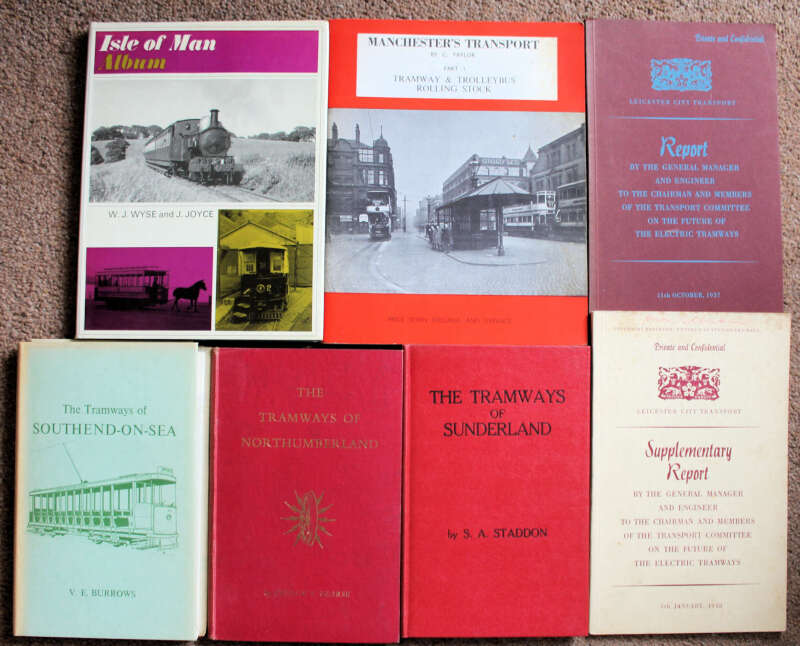 Isle of Man
Album
W. J. WYSE and J. JOYCE
MANCHESTER'S TRANSPORT
BY C. TAYLOR
PART 1
TRAMWAY & TROLLEYBUS
ROLLING STOCK
Private and Confidential
LEICESTER CITY TRANSPORT
Report
BY THE GENERAL MANAGER
AND ENGINEER
TO THE CHAIRMAN AND MEMBERS
OF THE TRANSPORT COMMITTEE
ON THE FUTURE OF
THE ELECTRIC TRAMWAYS
11th OCTOBER, 1937
The Tramways of
SOUTHEND-ON-SEA
V. E. BURROWS
THE
TRAMWAYS OF
NORTHUMBERLAND
THE TRAMWAYS
OF
SUNDERLAND
by S. A. STADDON
Private and Confidential
LEICESTER CITY TRANSPORT
Supplementary
Report
BY THE GENERAL MANAGER
AND ENGINEER
TO THE CHAIRMAN AND MEMBERS
OF THE TRANSPORT COMMITTEE
ON THE FUTURE OF
THE ELECTRIC TRAMWAYS
JANUARY, 1938